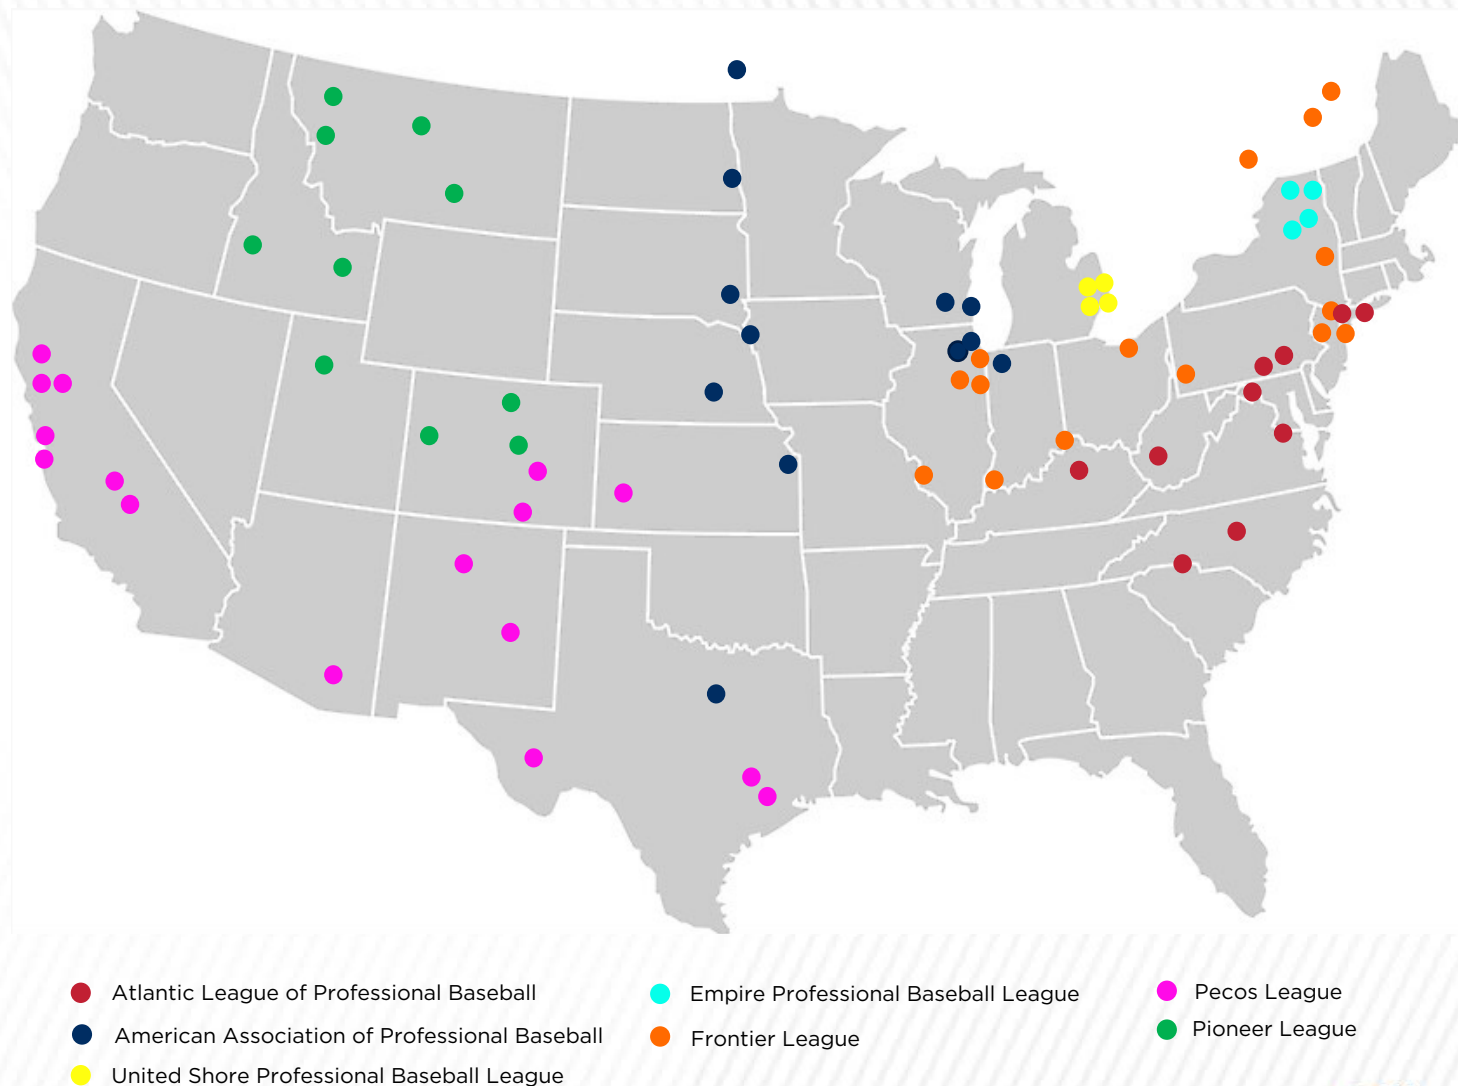 Atlantic League of Professional Baseball
American Association of Professional Baseball
United Shore Professional Baseball League
Empire Professional Baseball League
Frontier League
Pecos League
Pioneer League